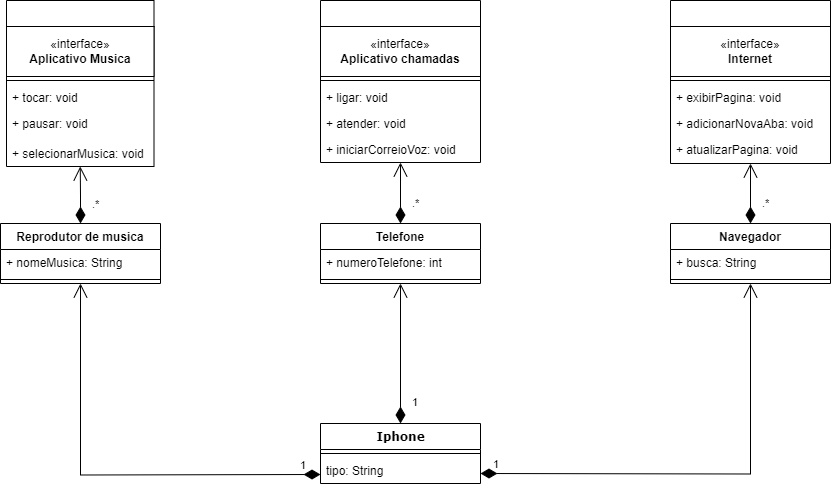 «interface»
Aplicativo Musica
+ tocar: void
+ pausar: void
+ selecionarMusica: void
«interface»
Aplicativo chamadas
+ ligar: void
+ atender: void
+ iniciarCorreioVoz: void
«interface»
Internet
+ exibirPagina: void
+ adicionarNovaAba: void
+ atualizarPagina: void
.*
.*
.*
Reprodutor de musica
+ nomeMusica: String
Telefone
+ numeroTelefone: int
Navegador
+ busca: String
1
Iphone
1
1
tipo: String